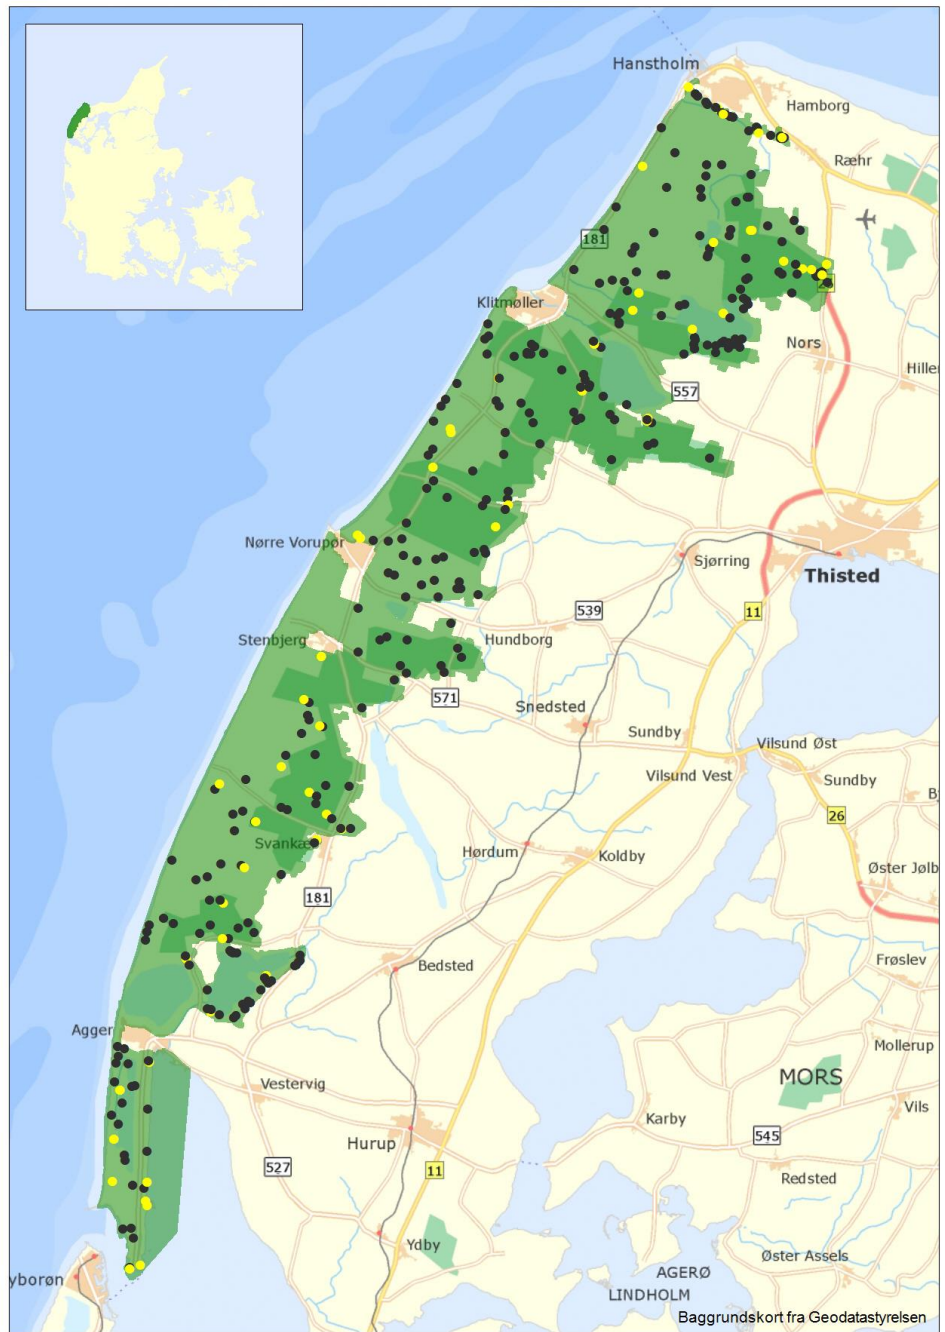 Hanstholm
Hamborg
Ræhr
181
Klitmøller
Nors
Hiller
557
Nørre Vorupør
Sjørring
Thisted
539
11
Stenbjerg
Hundborg
571
Snedsted
Sundby
Vilsund Øst
Vilsund Vest
Sundby
26
Svankær
Hørdum
Koldby
Øster Jølb
181
Bedsted
Frøslev
Agger
Mollerup
MORS
Vestervig
Vils
Karby
Hurup
545
527
11
Redsted
Ydby
Øster Assels
yborøn
AGERØ
LINDHOLM
Baggrundskort fra Geodatastyrelsen